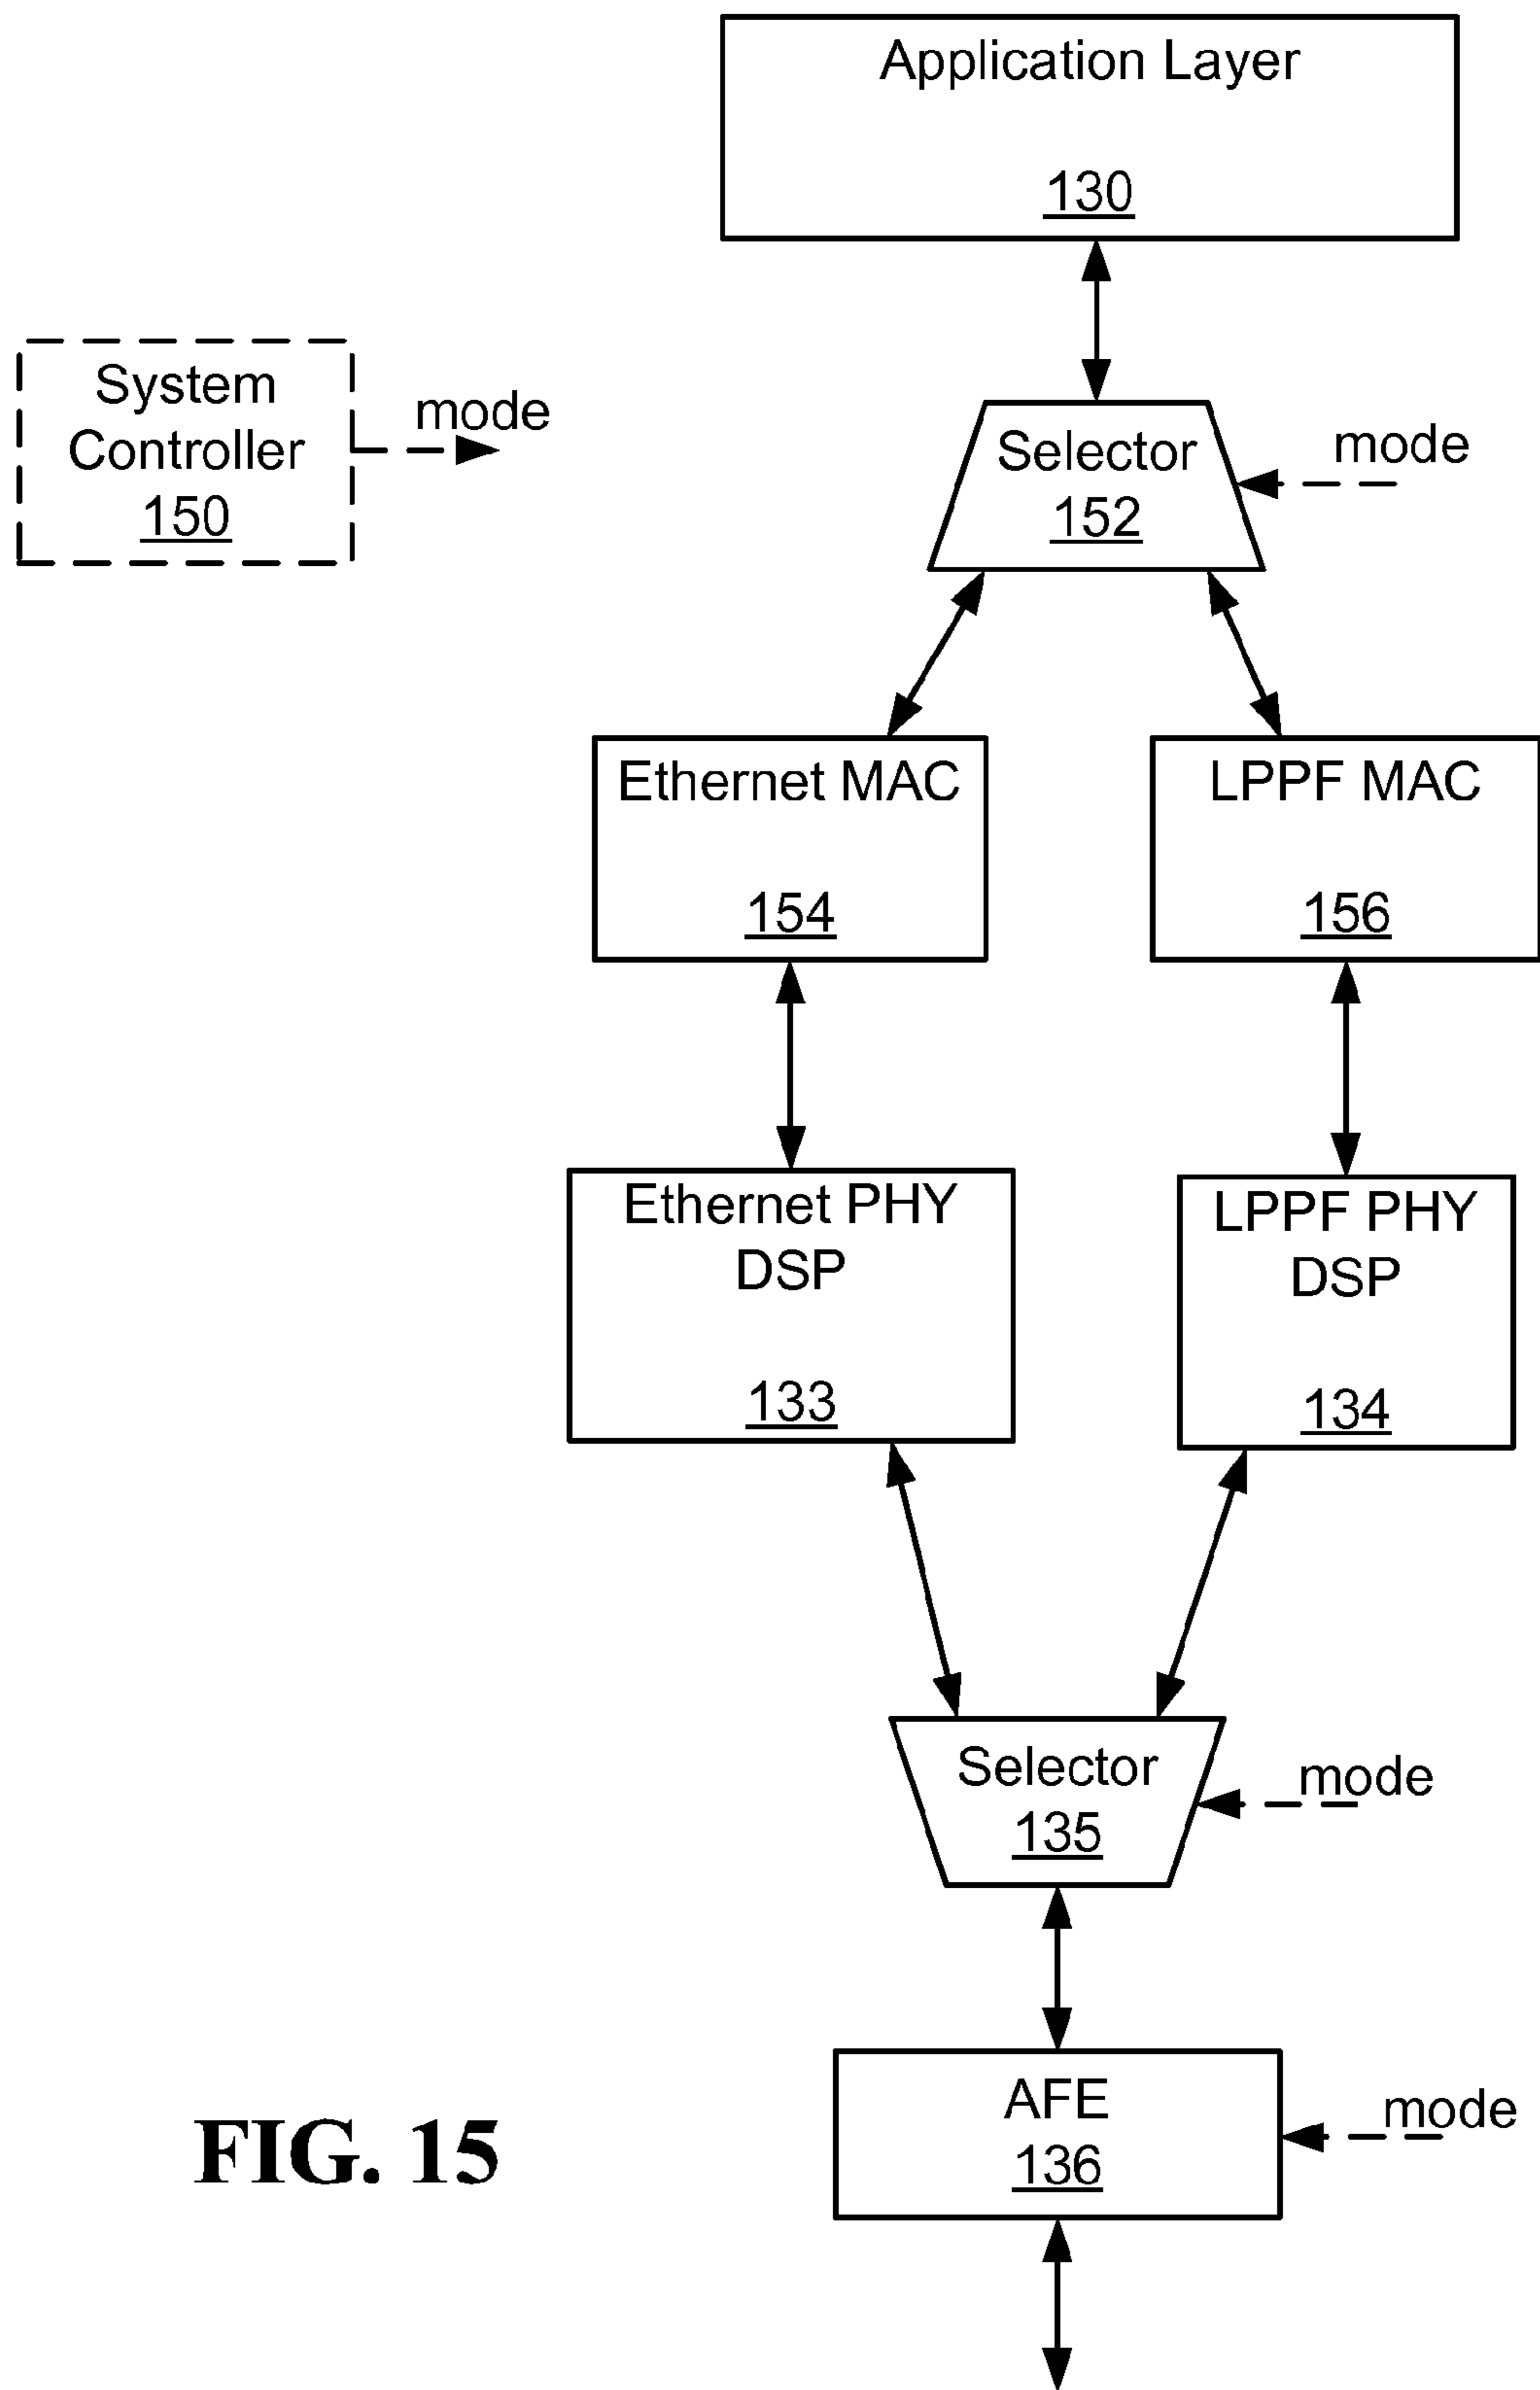 Application Layer
130
System
Controller
150
mode
Selector
152
mode
Ethernet MAC
154
LPPF MAC
156
Ethernet PHY
DSP
133
LPPF PHY
DSP
134
Selector
135
mode
AFE
136
mode
FIG. 15